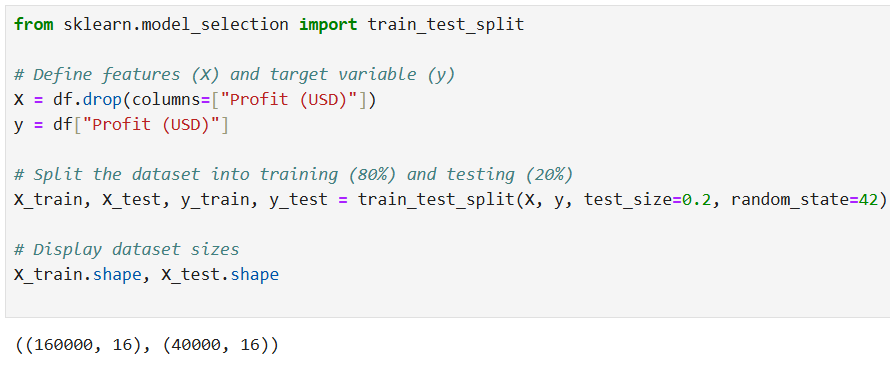 from sklearn.model_selection import train_test_split
# Define features (X) and target variable (y)
X = df.drop(columns=["Profit (USD)"])
y = df["Profit (USD)"]
# Split the dataset into training (80%) and testing (20%)
X_train, X_test, y_train, y_test = train_test_split(X, y, test_size=0.2, random_state=42)
# Display dataset sizes
X_train.shape, X_test.shape
((160000, 16), (40000, 16))